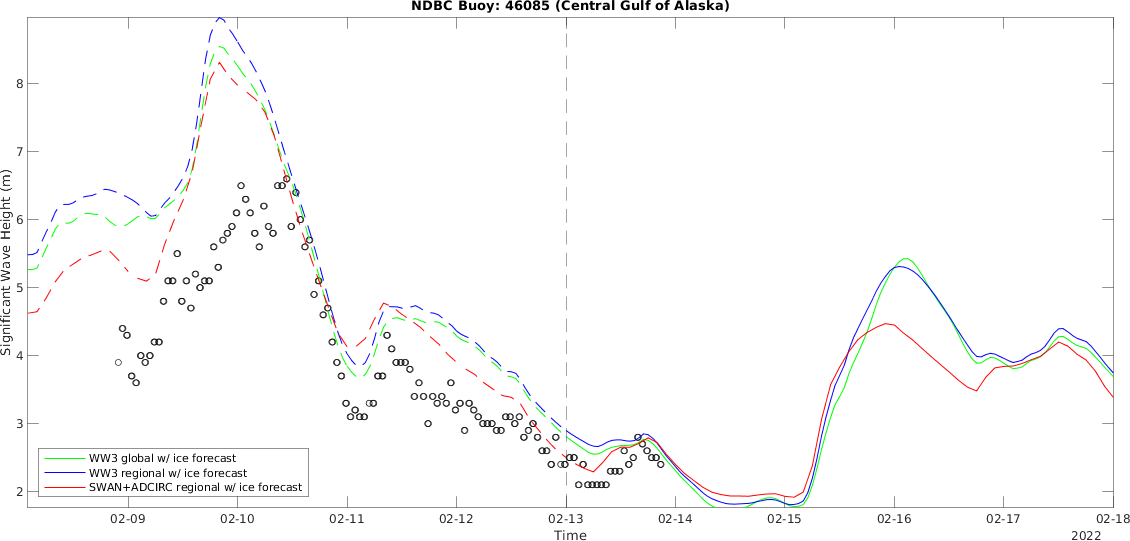 NDBC Buoy: 46085 (Central Gulf of Alaska)
Significant Wave Height (m)
8
7
6
5
4
3
2
WW3 global w/ ice forecast
WW3 regional w/ ice forecast
SWAN+ADCIRC regional w/ ice forecast
02-09 02-10 02-11 02-12 02-13 02-14 02-15 02-16 02-17 02-18
Time
2022